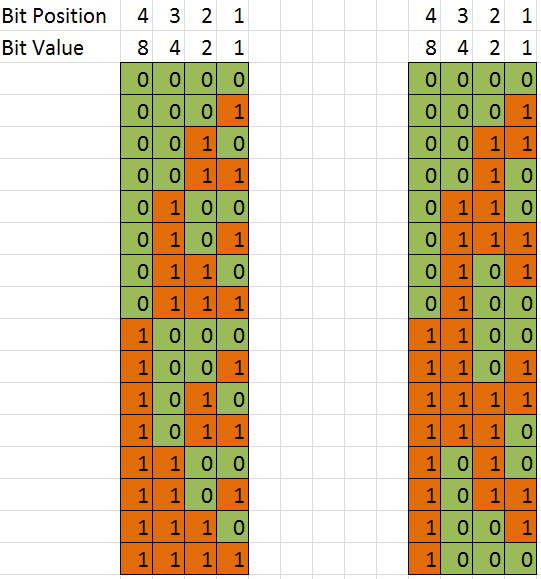 Bit Position 4 3 2 1 4 3 2 1
Bit Value 8 4 2 1 8 4 2 1
0 0 0 0 0 0 0 0
0 0 0 1 0 0 0 1
0 0 1 0 0 0 1 1
0 0 1 1 0 0 1 0
0 1 0 0 0 1 1 0
0 1 0 1 0 1 1 1
0 1 1 0 0 1 0 1
0 1 1 1 0 1 0 0
1 0 0 0 1 1 0 0
1 0 0 1 1 1 0 1
1 0 1 0 1 1 1 1
1 0 1 1 1 1 1 0
1 1 0 0 1 0 1 0
1 1 0 1 1 0 1 1
1 1 1 0 1 0 0 1
1 1 1 1 1 0 0 0